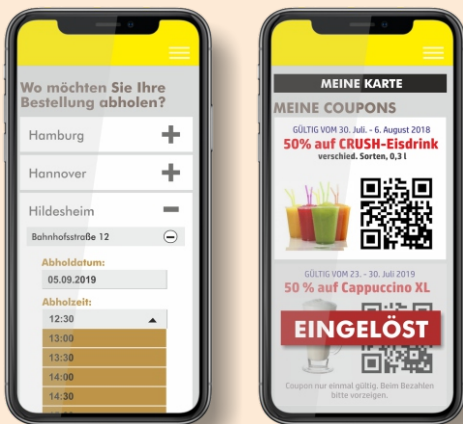 Wo möchten Sie Ihre
Bestellung abholen?
Hamburg
Hannover
Hildesheim
Bahnhofsstraße 12
Abholdatum:
05.09.2019
Abholzeit:
12:30
13:00
13:30
14:00
14:30
MEINE KARTE
MEINE COUPONS
GÜLTIG VOM 30. Juli. - 6. August 2018
50% auf CRUSH-Eisdrink
verschied. Sorten, 0,3 l
GÜLTIG VOM 23. - 30. Juli 2019
50 % auf Cappuccino XL
EINGELÖST
Coupon nur einmal gültig. Beim Bezahlen
bitte vorzeigen.